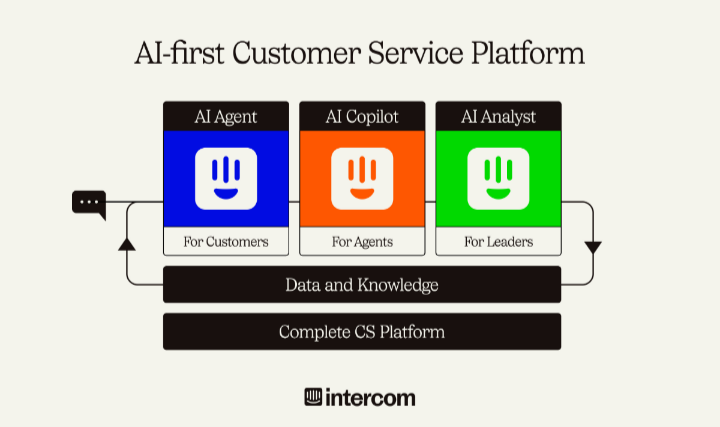 AI-first Customer Service Platform
AI Agent
AI Copilot
AI Analyst
For Customers
For Agents
For Leaders
Data and Knowledge
Complete CS Platform
intercom